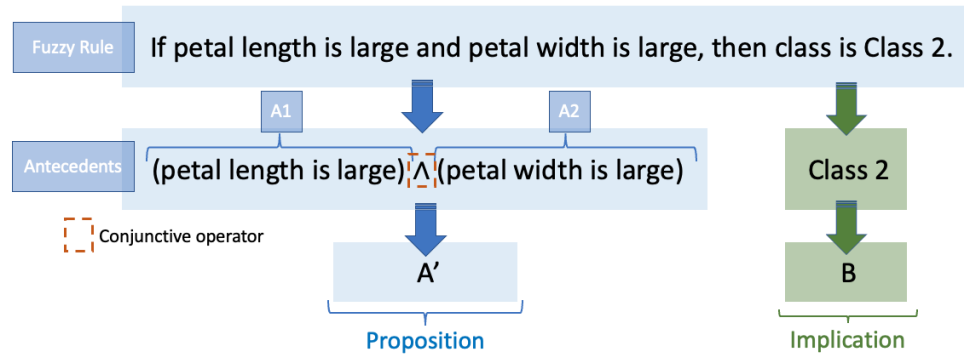 Fuzzy Rule
If petal length is large and petal width is large, then class is Class 2.
A1
A2
Antecedents
(petal length is large) ∧ (petal width is large)
Class 2
Conjunctive operator
A’
B
Proposition
Implication